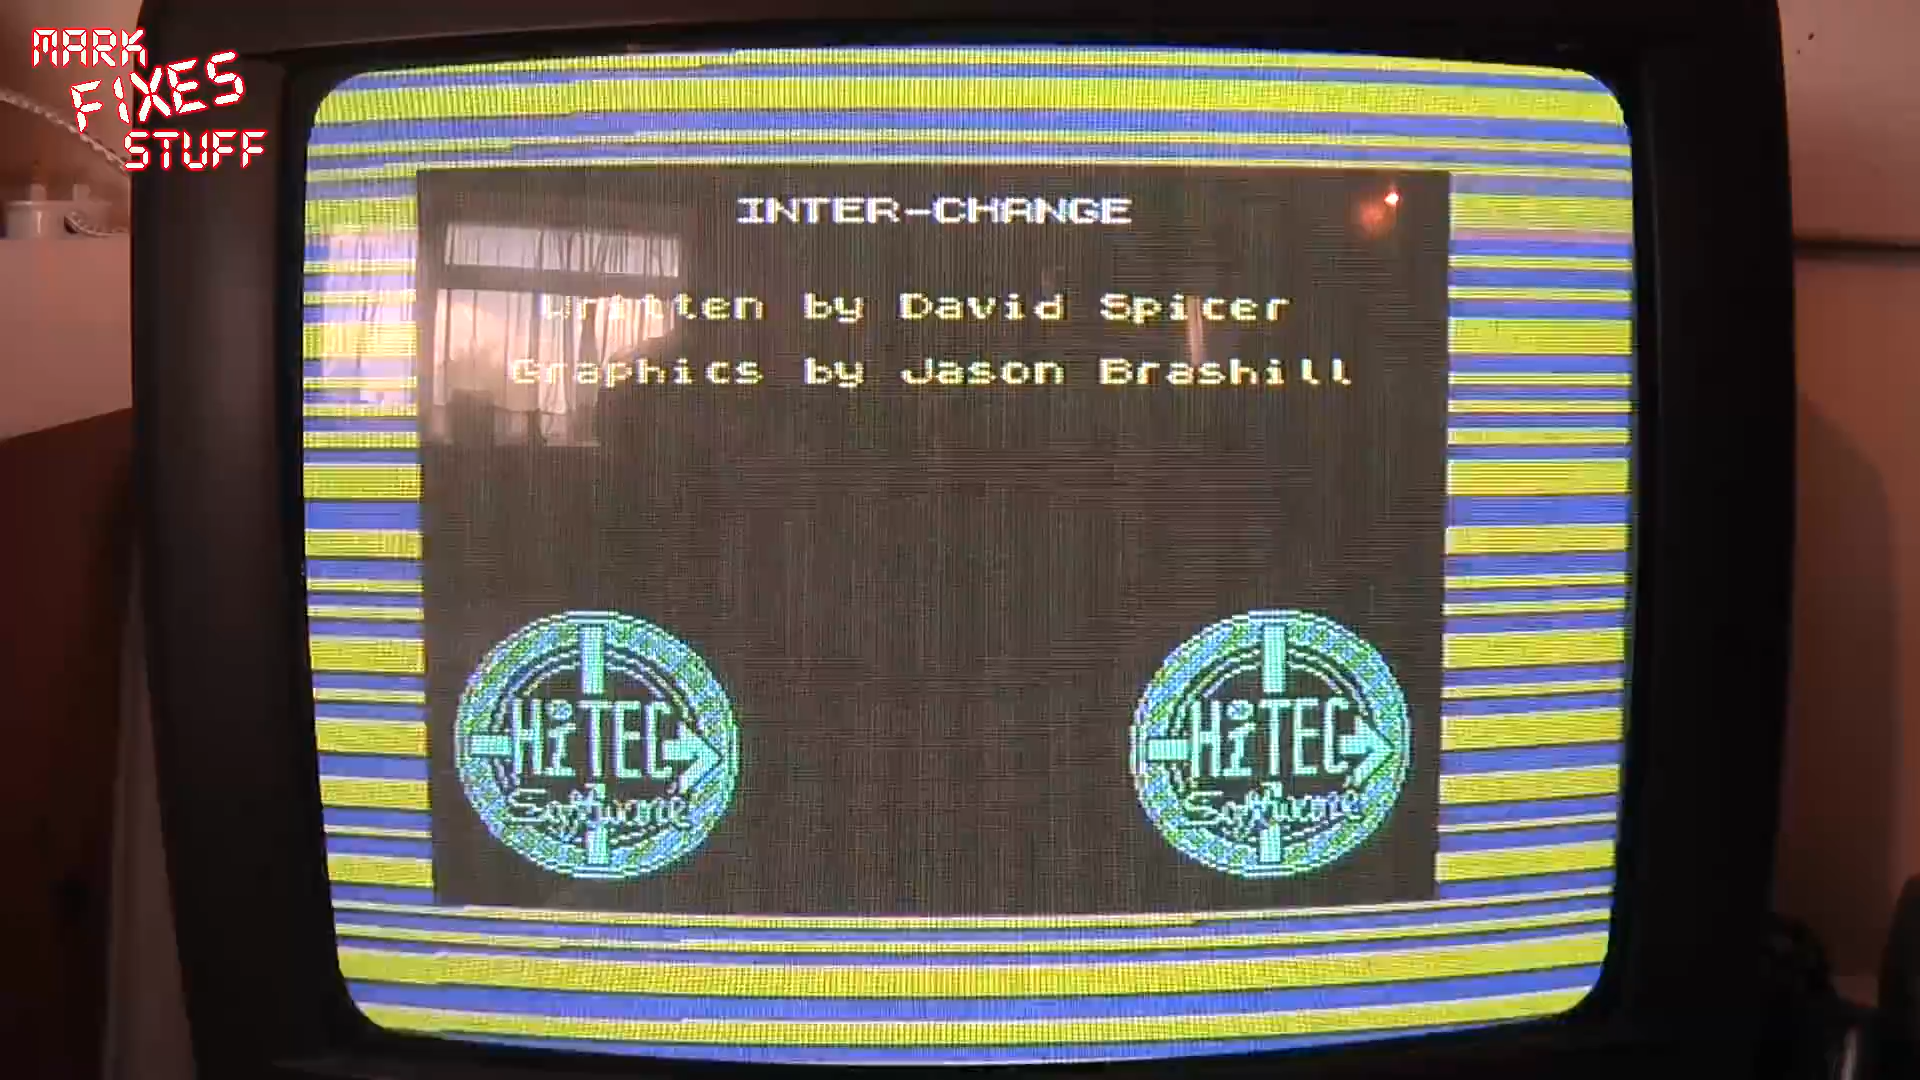 MARK
FIXES
STUFF
INTER-CHANGE
Written by David Spicer
Graphics by Jason Brashill
HiTEC
Software
HiTEC
Software